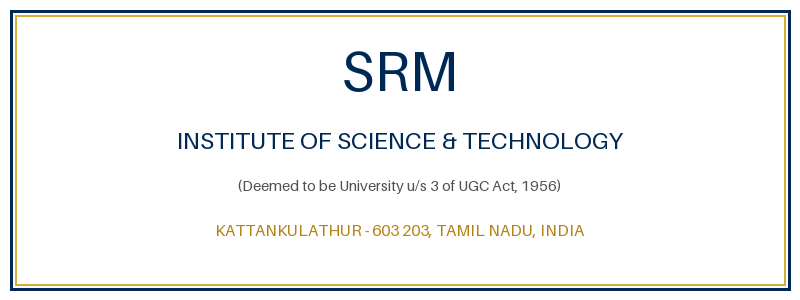 SRM
INSTITUTE OF SCIENCE & TECHNOLOGY
(Deemed to be University u/s 3 of UGC Act, 1956)
KATTANKULATHUR - 603 203, TAMIL NADU, INDIA